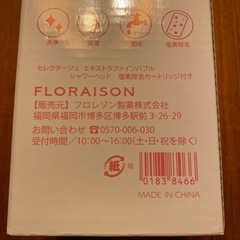 洗浄 保湿 節水 塩素除去
セレクタージュ エキストラファインバブル
シャワーヘッド 塩素除去カートリッジ付き
FLORAISON
【販売元】フロレゾン製薬株式会社
福岡県福岡市博多区博多駅前3-26-29
お問い合わせ ☎0570-006-030
受付時間／10:00～16:00(土・日・祝を除く)
紙 箱
0183 8466
MADE IN CHINA